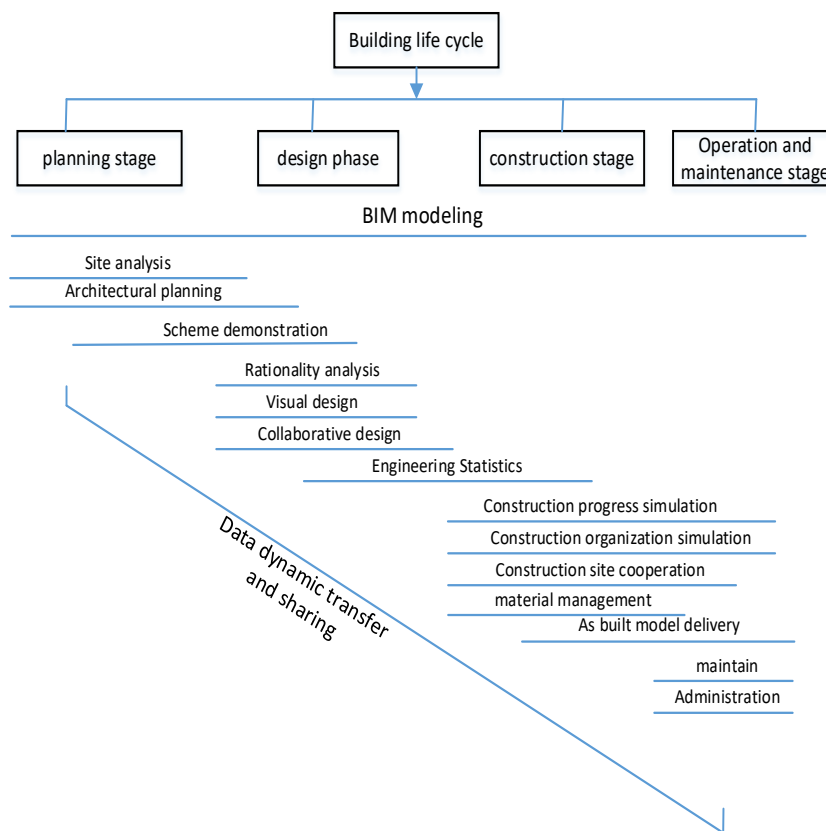 Building life cycle
planning stage
design phase
construction stage
Operation and
maintenance stage
BIM modeling
Site analysis
Architectural planning
Scheme demonstration
Rationality analysis
Visual design
Collaborative design
Engineering Statistics
Construction progress simulation
Construction organization simulation
Construction site cooperation
material management
As built model delivery
maintain
Administration
Data dynamic transfer
and sharing